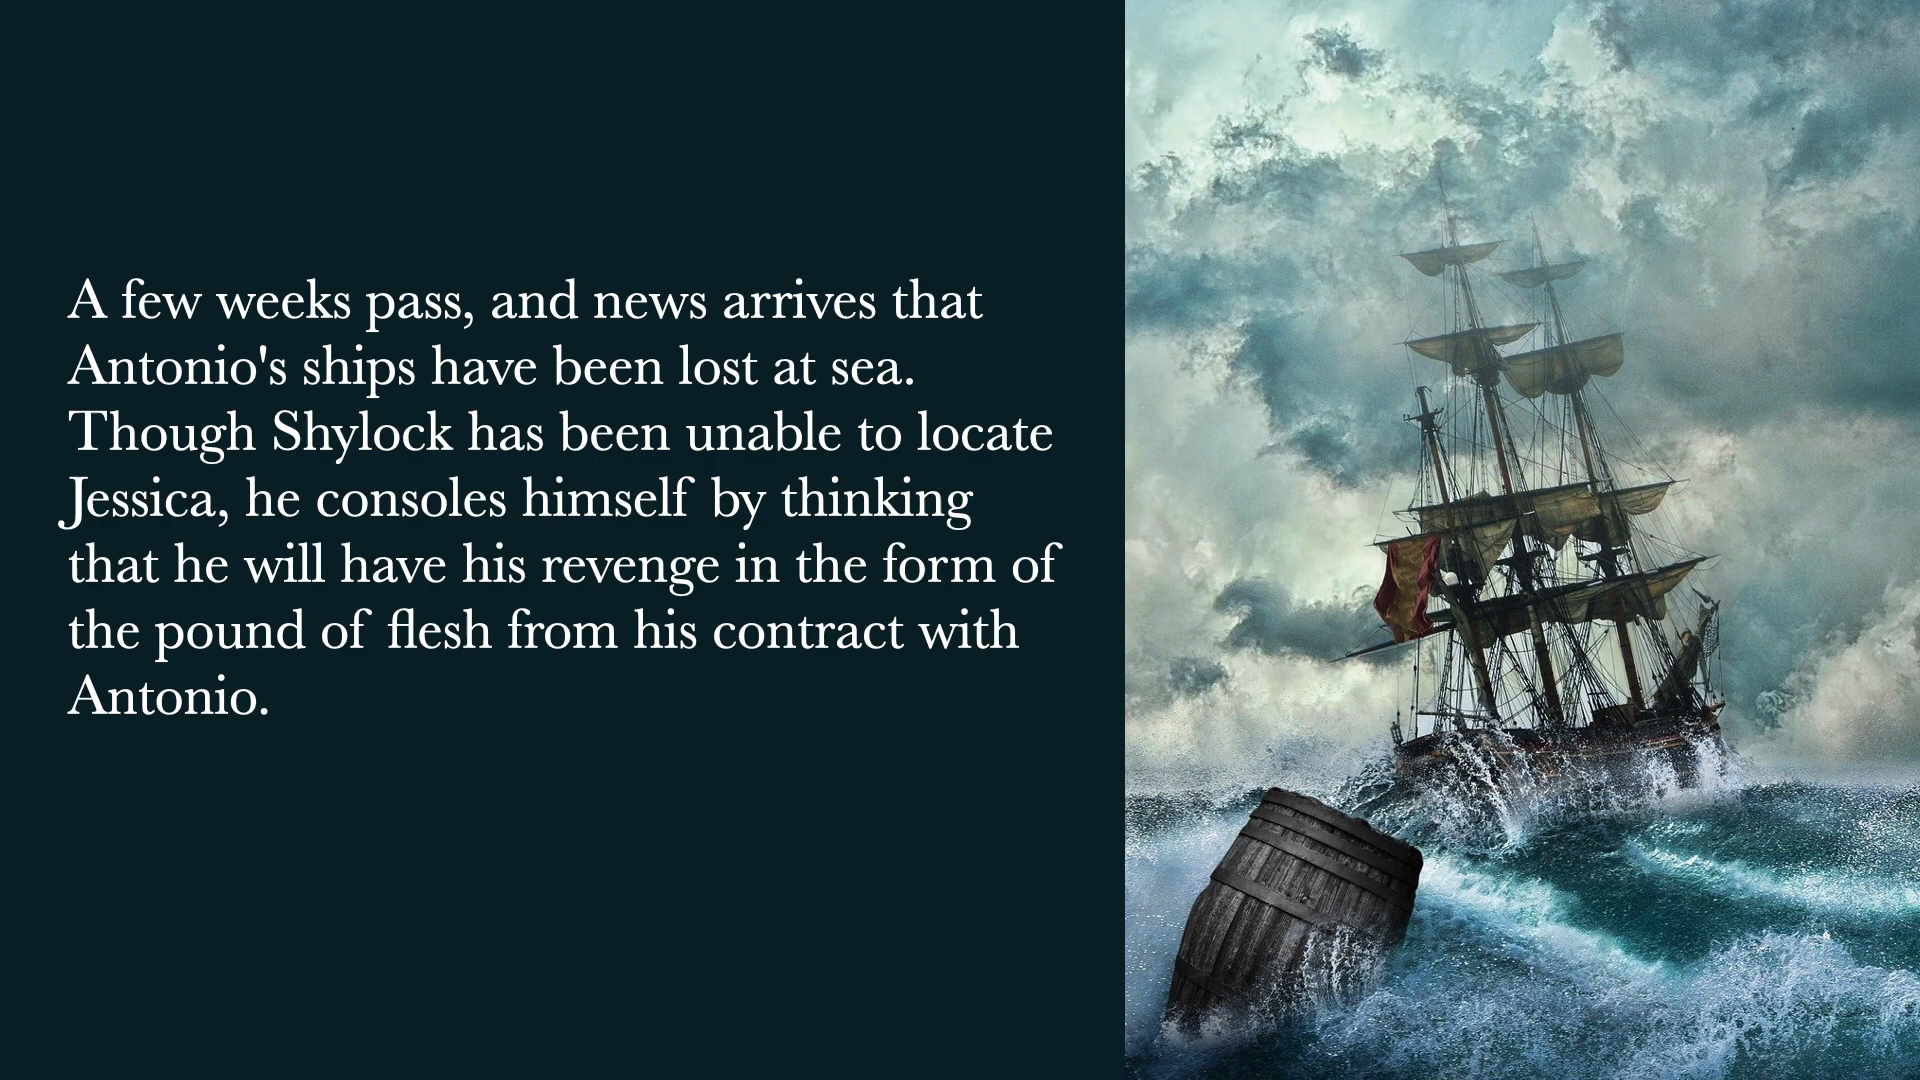 A few weeks pass, and news arrives that
Antonio's ships have been lost at sea.
Though Shylock has been unable to locate
Jessica, he consoles himself by thinking
that he will have his revenge in the form of
the pound of flesh from his contract with
Antonio.